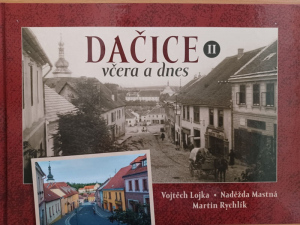 DAČICE II
včera a dnes
Vojtěch Lojka • Naděžda Mastná
Martin Rychlík